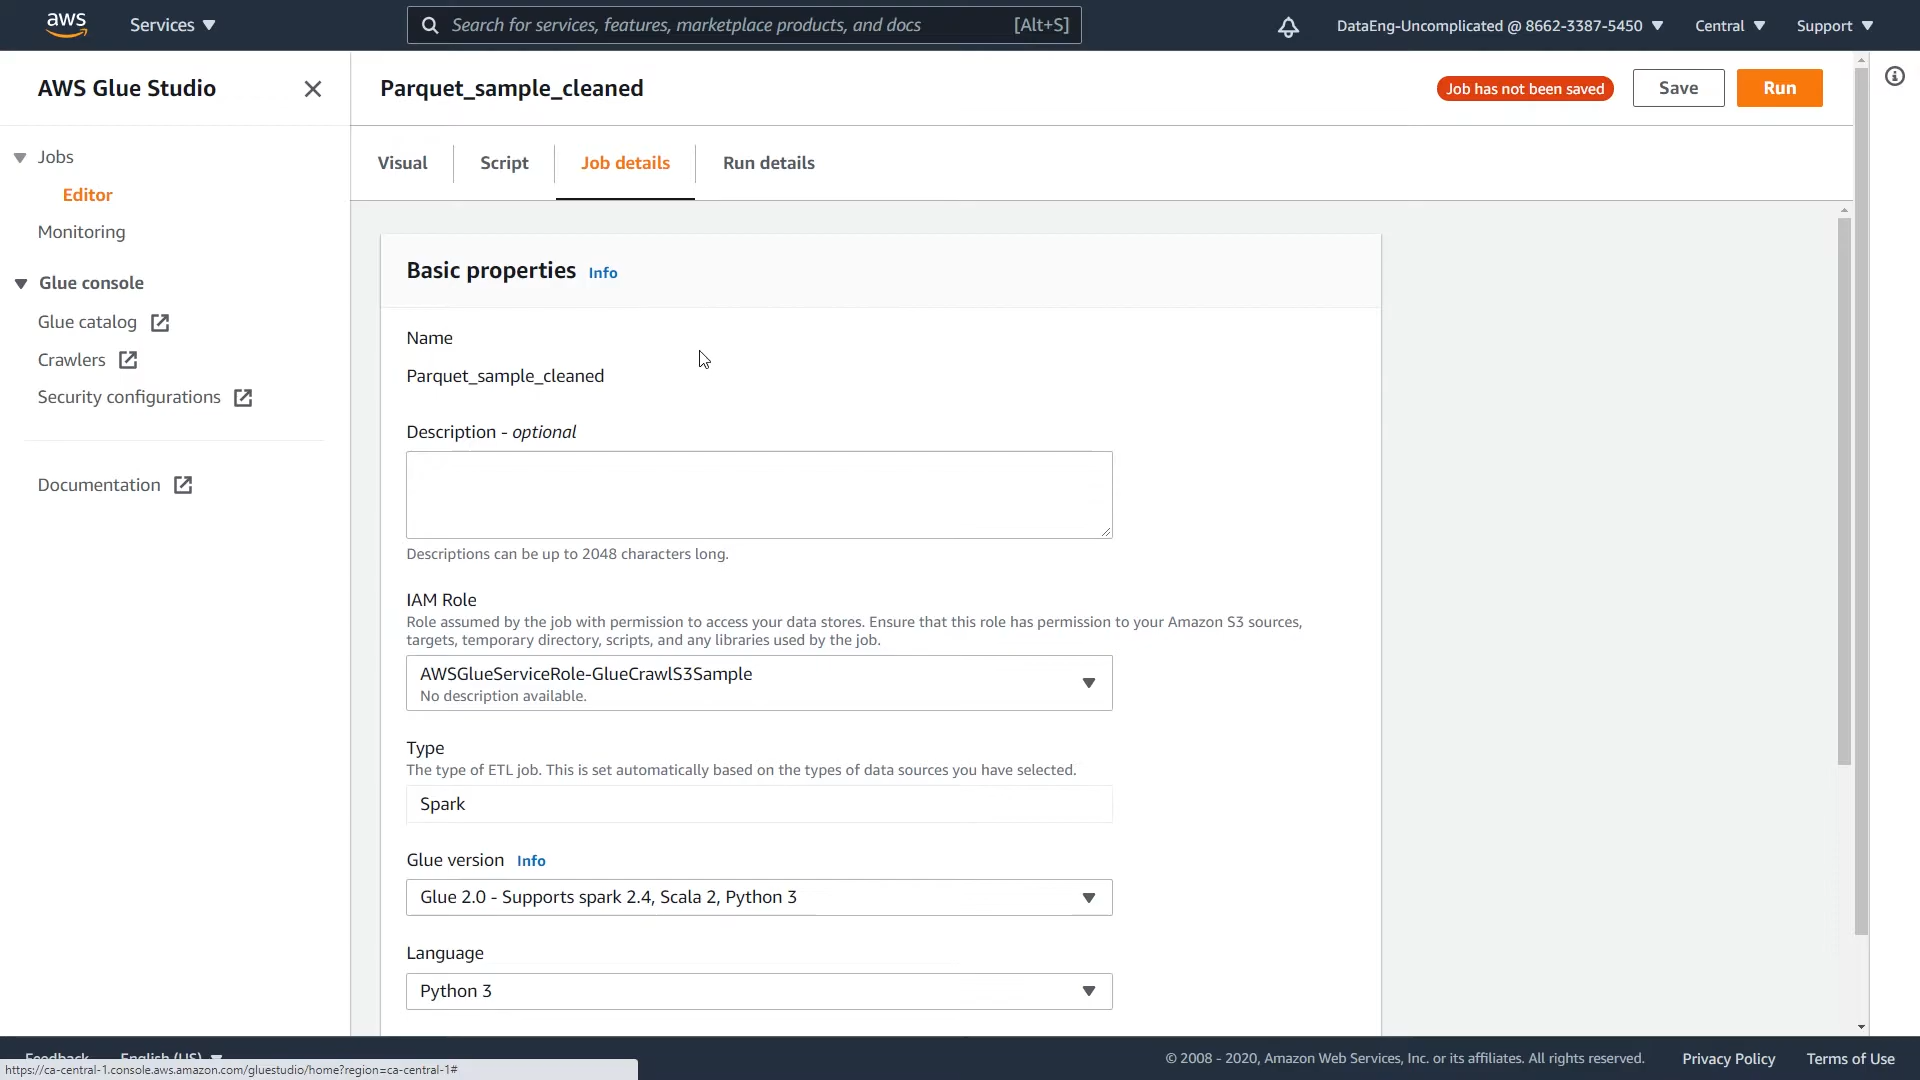 aws
Services
Search for services, features, marketplace products, and docs
[Alt+S]
DataEng-Uncomplicated @ 8662-3387-5450
Central
Support
AWS Glue Studio
Parquet_sample_cleaned
Job has not been saved
Save
Run
Jobs
Editor
Monitoring
Glue console
Glue catalog
Crawlers
Security configurations
Documentation
Visual
Script
Job details
Run details
Basic properties Info
Name
Parquet_sample_cleaned
Description - optional
Descriptions can be up to 2048 characters long.
IAM Role
Role assumed by the job with permission to access your data stores. Ensure that this role has permission to your Amazon S3 sources,
targets, temporary directory, scripts, and any libraries used by the job.
AWSGlueServiceRole-GlueCrawlS3Sample
No description available.
Type
The type of ETL job. This is set automatically based on the types of data sources you have selected.
Spark
Glue version Info
Glue 2.0 - Supports spark 2.4, Scala 2, Python 3
Language
Python 3
Feedback
English (US)
© 2008 - 2020, Amazon Web Services, Inc. or its affiliates. All rights reserved.
Privacy Policy
Terms of Use
https://ca-central-1.console.aws.amazon.com/gluestudio/home?region=ca-central-1#